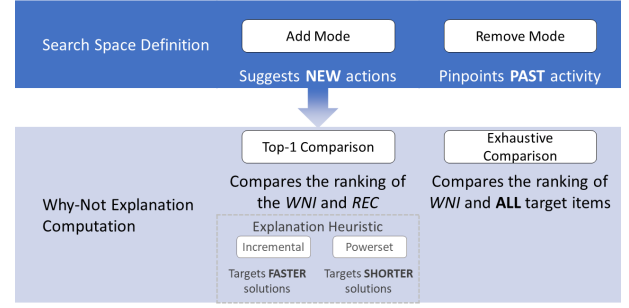 Search Space Definition
Add Mode
Remove Mode
Suggests NEW actions
Pinpoints PAST activity
Why-Not Explanation
Computation
Top-1 Comparison
Compares the ranking of
the WNI and REC
Explanation Heuristic
Incremental
Powerset
Targets FASTER
solutions
Targets SHORTER
solutions
Exhaustive
Comparison
Compares the ranking of
WNI and ALL target items